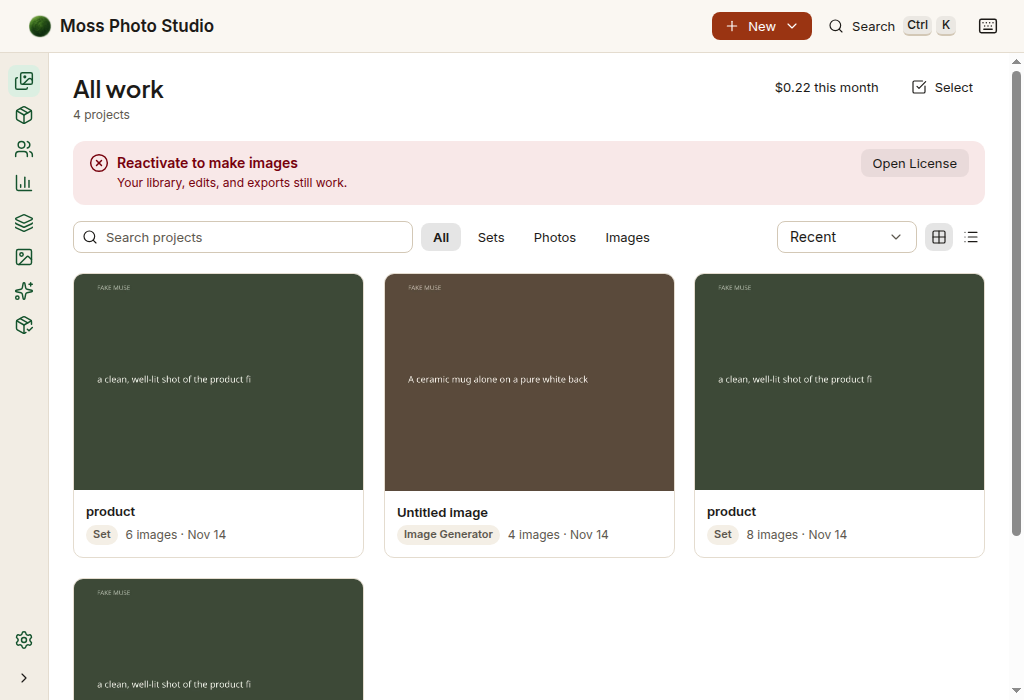 Moss Photo Studio
New
Search Ctrl K
All work
$0.22 this month
Select
4 projects
Reactivate to make images
Your library, edits, and exports still work.
Open License
Search projects
All
Sets
Photos
Images
Recent
FAKE MUSE
a clean, well-lit shot of the product fi
product
Set 6 images · Nov 14
FAKE MUSE
A ceramic mug alone on a pure white back
Untitled image
Image Generator 4 images · Nov 14
FAKE MUSE
a clean, well-lit shot of the product fi
product
Set 8 images · Nov 14
FAKE MUSE
a clean, well-lit shot of the product fi